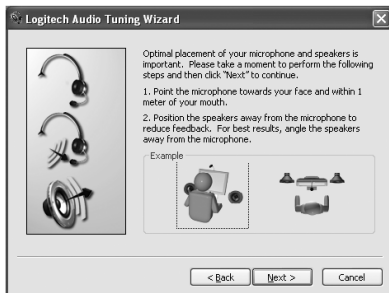 Logitech Audio Tuning Wizard
Optimal placement of your microphone and speakers is
important. Please take a moment to perform the following
steps and then click "Next" to continue.
1. Point the microphone towards your face and within 1
meter of your mouth.
2. Position the speakers away from the microphone to
reduce feedback. For best results, angle the speakers
away from the microphone.
Example
< Back
Next >
Cancel